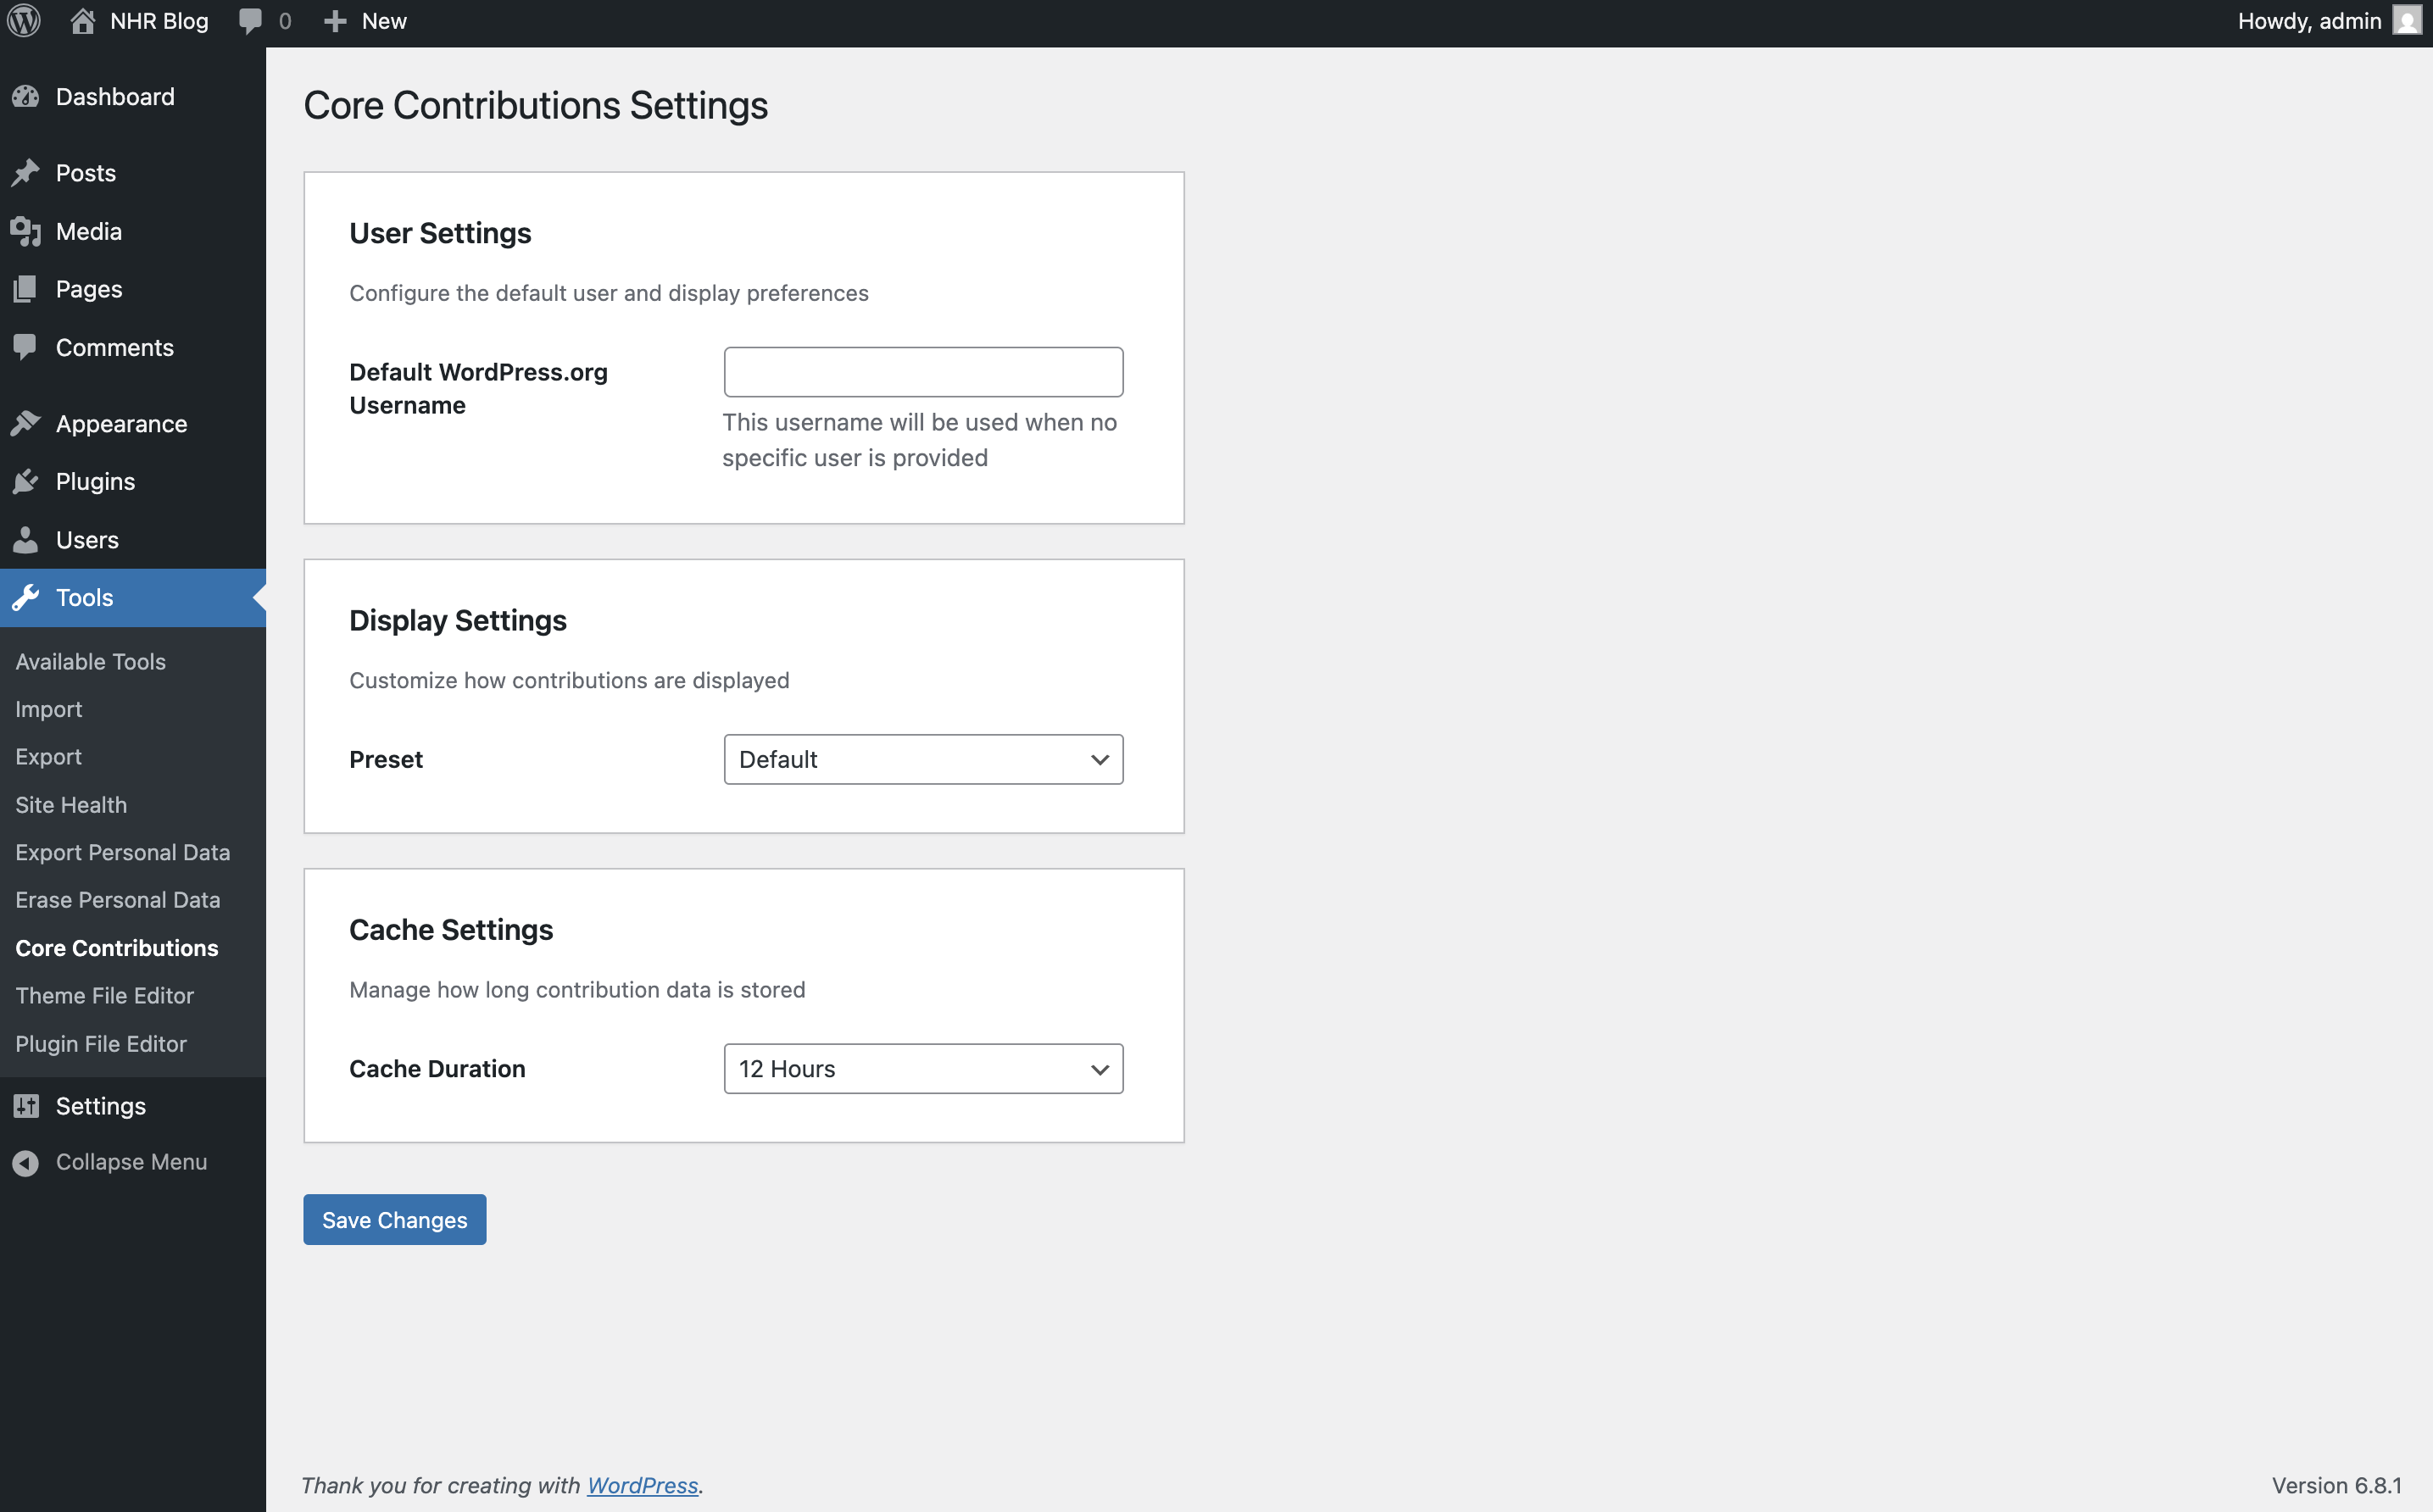 NHR Blog 0 New Howdy, admin
Dashboard
Posts
Media
Pages
Comments
Appearance
Plugins
Users
Tools
Available Tools
Import
Export
Site Health
Export Personal Data
Erase Personal Data
Core Contributions
Theme File Editor
Plugin File Editor
Settings
Collapse Menu
Core Contributions Settings
User Settings
Configure the default user and display preferences
Default WordPress.org
Username
This username will be used when no
specific user is provided
Display Settings
Customize how contributions are displayed
Preset Default
Cache Settings
Manage how long contribution data is stored
Cache Duration 12 Hours
Save Changes
Thank you for creating with WordPress. Version 6.8.1